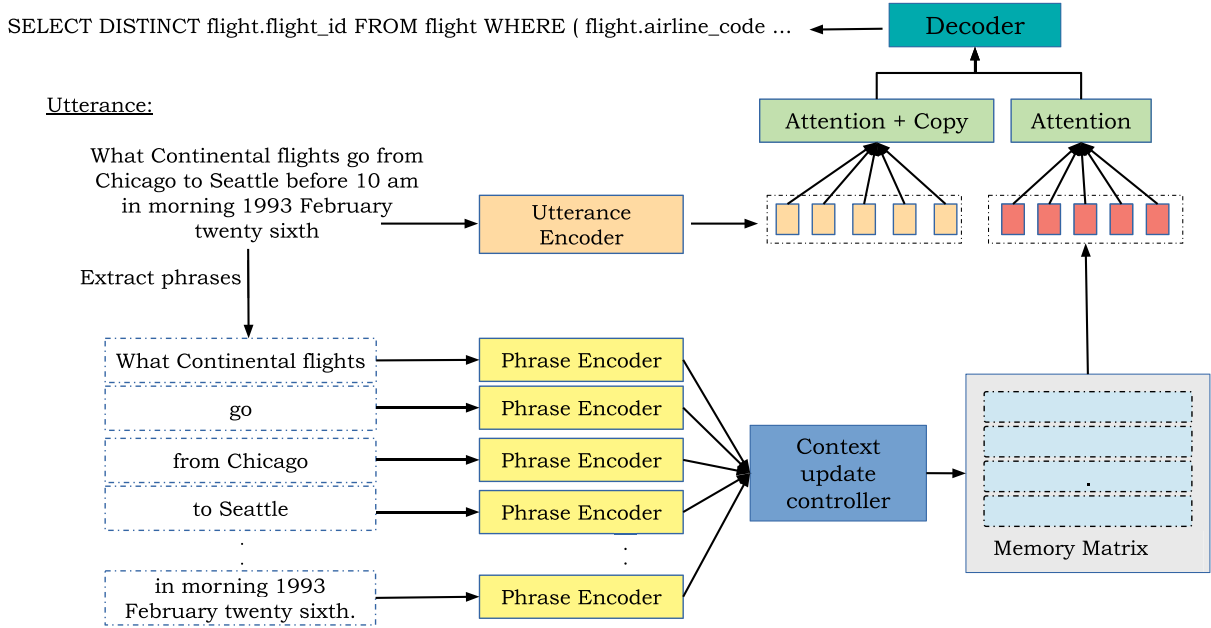 SELECT DISTINCT flight.flight_id FROM flight WHERE ( flight.airline_code ...
Decoder
Utterance:
Attention + Copy
Attention
What Continental flights go from
Chicago to Seattle before 10 am
in morning 1993 February
twenty sixth
Utterance
Encoder
Extract phrases
What Continental flights
Phrase Encoder
go
Phrase Encoder
from Chicago
Phrase Encoder
to Seattle
Phrase Encoder
in morning 1993
February twenty sixth.
Phrase Encoder
Context
update
controller
Memory Matrix